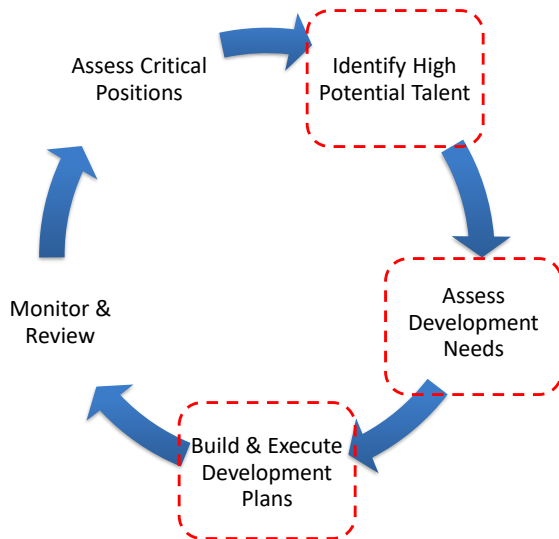 Assess Critical
Positions
Identify High
Potential Talent
Assess
Development
Needs
Build & Execute
Development
Plans
Monitor &
Review